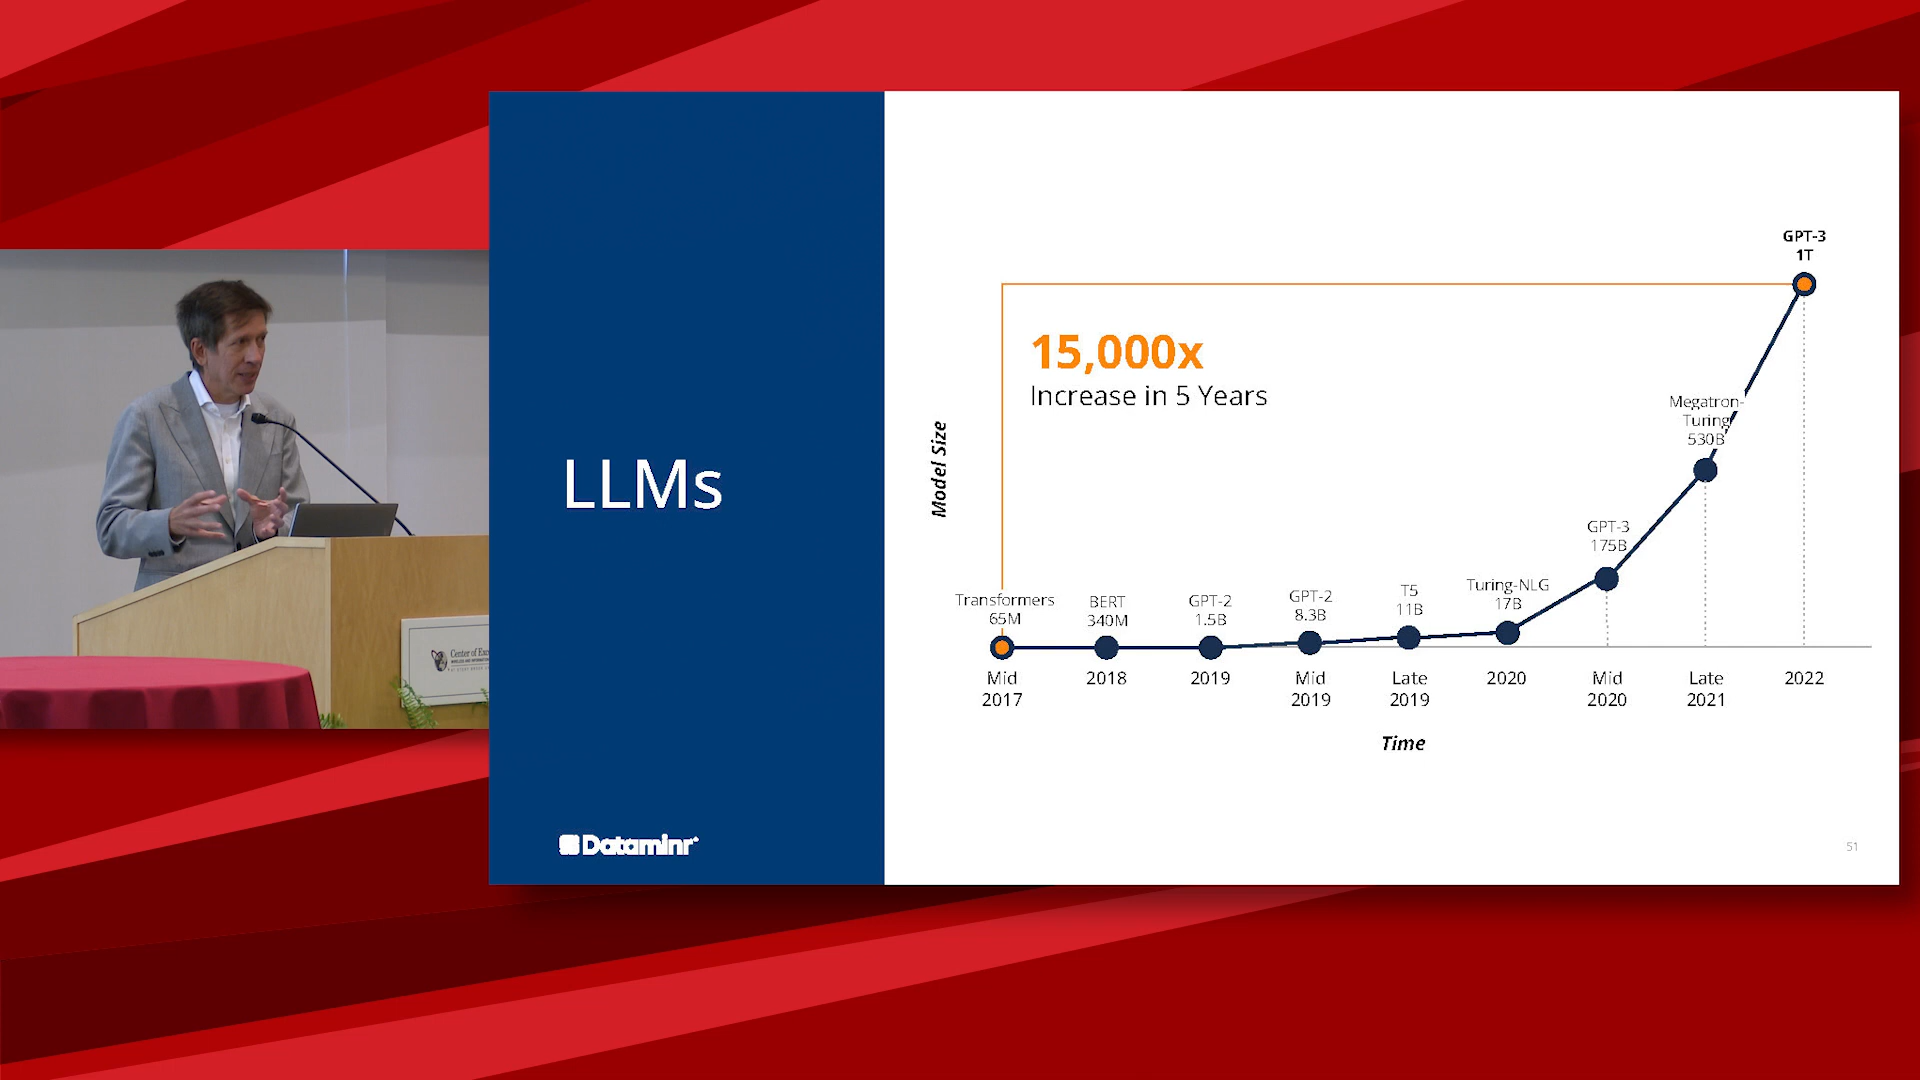 LLMs
Dataminr
GPT-3
1T
15,000x
Increase in 5 Years
Model Size
Megatron-
Turing
530B
GPT-3
175B
Transformers
65M
BERT
340M
GPT-2
1.5B
GPT-2
8.3B
T5
11B
Turing-NLG
17B
Mid
2017
2018
2019
Mid
2019
Late
2019
2020
Mid
2020
Late
2021
2022
Time
51
Center of